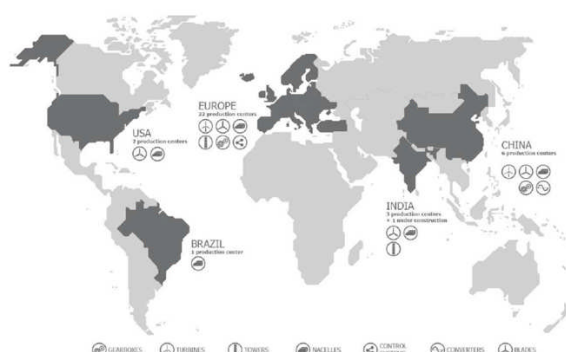 EUROPE
22 production centers
USA
7 production centers
CHINA
6 production centers
INDIA
3 production centers
+ 1 under construction
BRAZIL
1 production center
GEARBOXES
TURBINES
TOWERS
NACELLES
CONTROL
CONVERTERS
BLADES